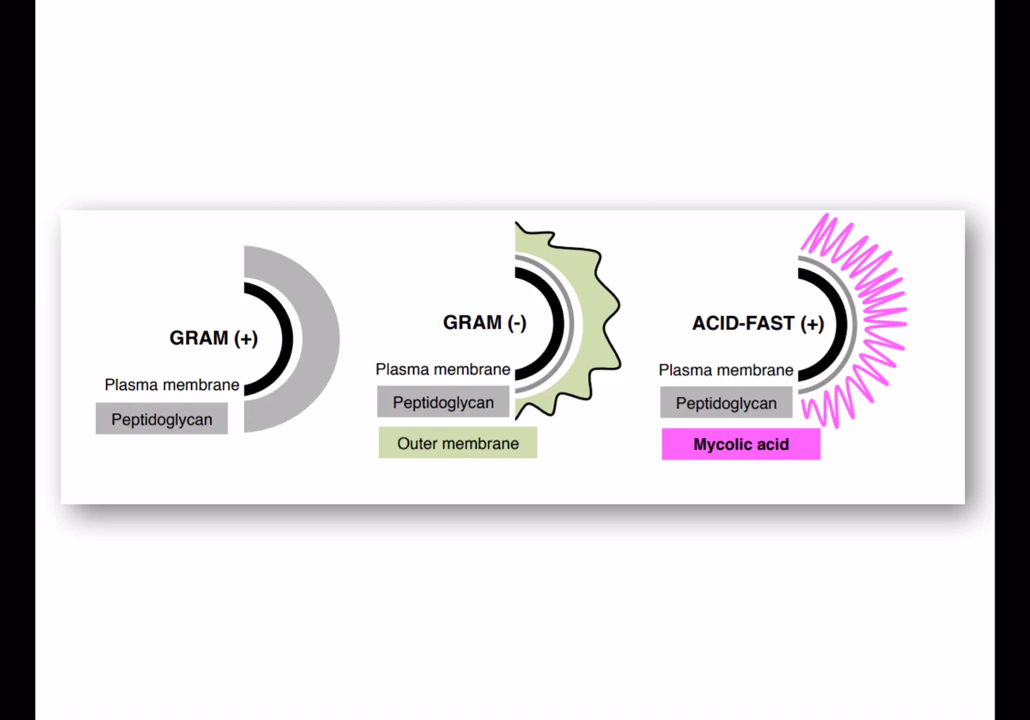 GRAM (+)
Plasma membrane
Peptidoglycan
GRAM (-)
Plasma membrane
Peptidoglycan
Outer membrane
ACID-FAST (+)
Plasma membrane
Peptidoglycan
Mycolic acid